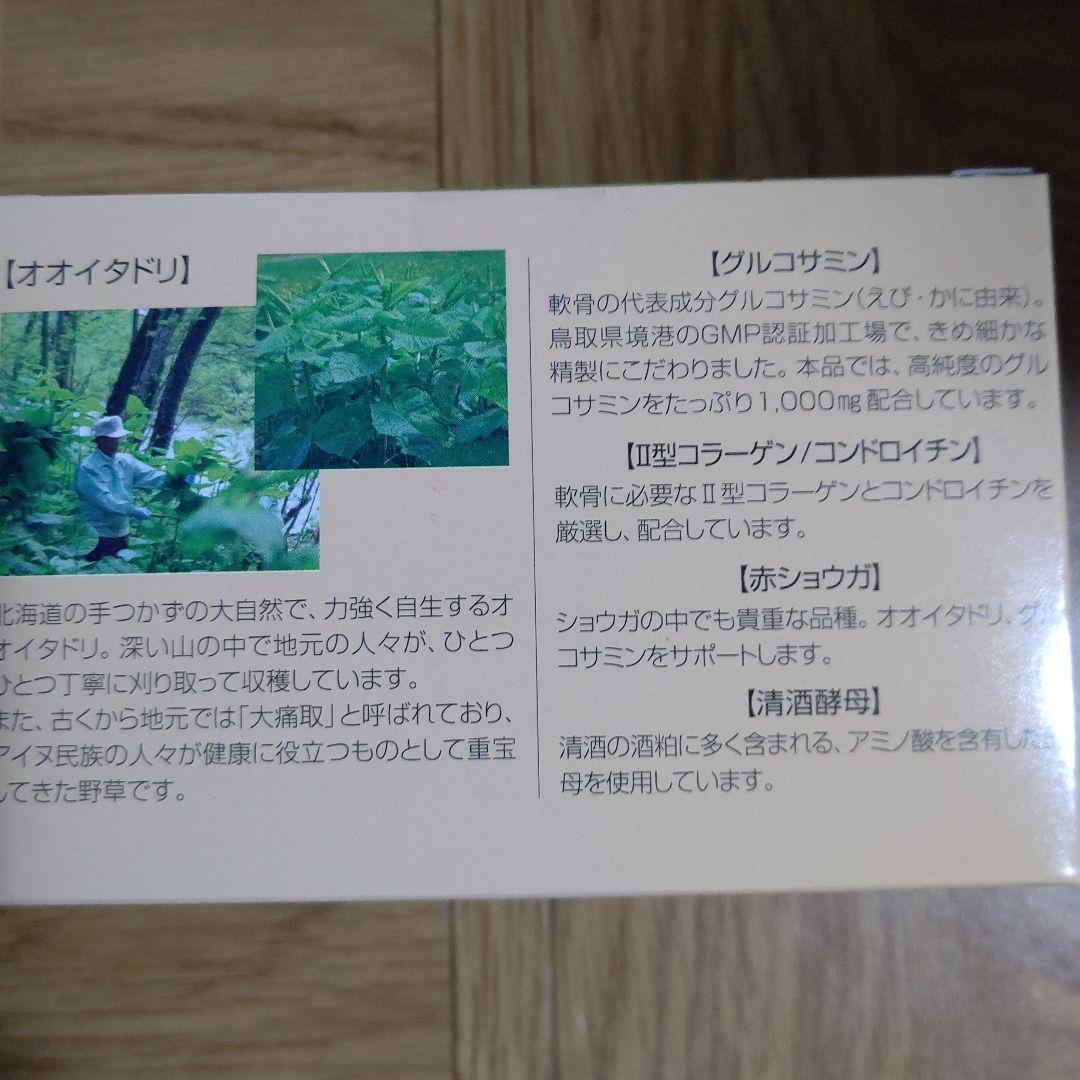 【オオイタドリ】
北海道の手つかずの大自然で、力強く自生するオ
オイタドリ。深い山の中で地元の人々が、ひとつ
ひとつ丁寧に刈り取って収穫しています。
また、古くから地元では「大痛取」と呼ばれており、
アイヌ民族の人々が健康に役立つものとして重宝
してきた野草です。
【グルコサミン】
軟骨の代表成分グルコサミン(えび・かに由来)。
鳥取県境港のGMP認証加工場で、きめ細かな
精製にこだわりました。本品では、高純度のグル
コサミンをたっぷり1,000㎎配合しています。
【Ⅱ型コラーゲン/コンドロイチン】
軟骨に必要なⅡ型コラーゲンとコンドロイチンを
厳選し、配合しています。
【赤ショウガ】
ショウガの中でも貴重な品種。オオイタドリ、グル
コサミンをサポートします。
【清酒酵母】
清酒の酒粕に多く含まれる、アミノ酸を含有した
母を使用しています。